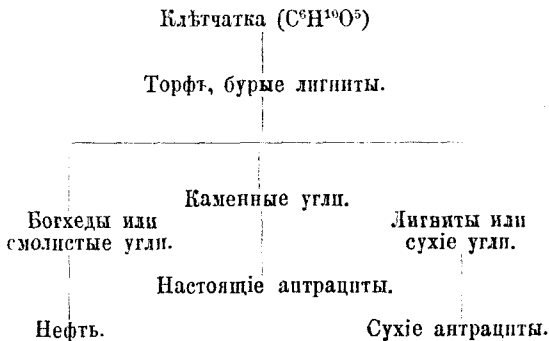 Клѣтчатка (C⁶H¹⁰O⁵)
Торфъ, бурые лигниты.
Каменные угли.
Богхеды или
смолистые угли.
Лигниты или
сухіе угли.
Настоящіе антрациты.
Нефть.
Сухіе антрациты.